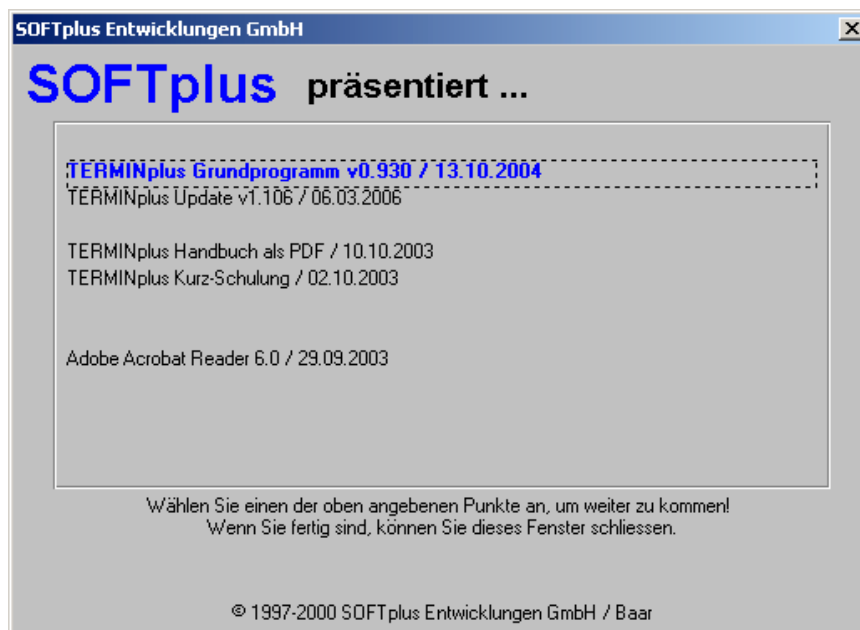 SOFTplus Entwicklungen GmbH
SOFTplus präsentiert ...
TERMINplus Grundprogramm v0.930 / 13.10.2004
TERMINplus Update v1.106 / 06.03.2006
TERMINplus Handbuch als PDF / 10.10.2003
TERMINplus Kurz-Schulung / 02.10.2003
Adobe Acrobat Reader 6.0 / 29.09.2003
Wählen Sie einen der oben angebenen Punkte an, um weiter zu kommen!
Wenn Sie fertig sind, können Sie dieses Fenster schliessen.
© 1997-2000 SOFTplus Entwicklungen GmbH / Baar